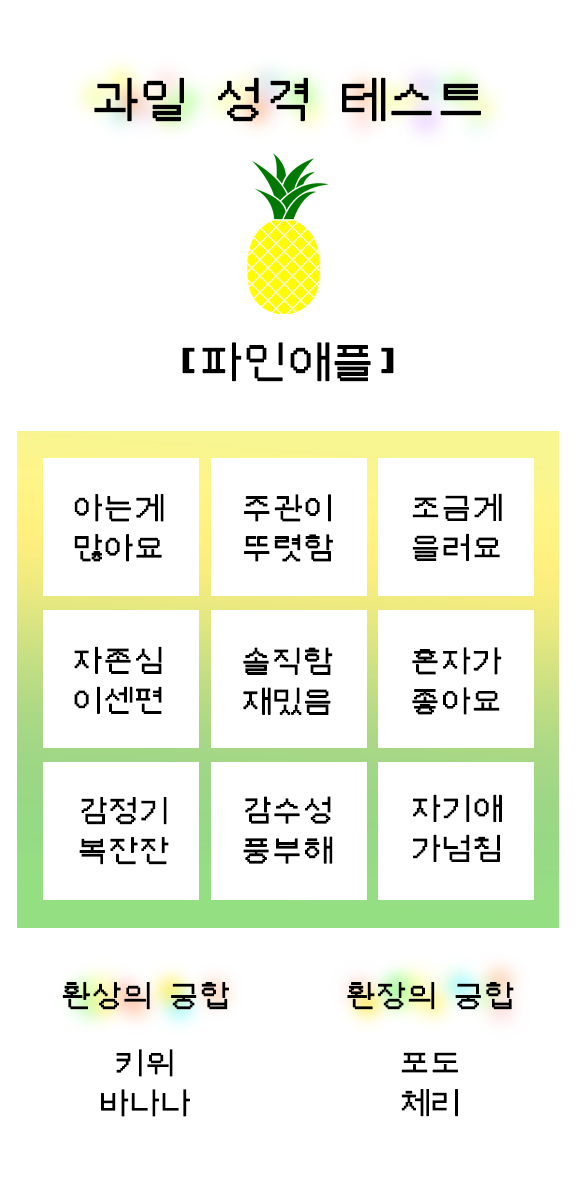 과일 성격 테스트
[파인애플]
아는게
많아요
주관이
뚜렷함
조금게
을러요
자존심
이센편
솔직함
재밌음
혼자가
좋아요
감정기
복잔잔
감수성
풍부해
자기애
가넘침
환상의 궁합
환장의 궁합
키위
바나나
포도
체리